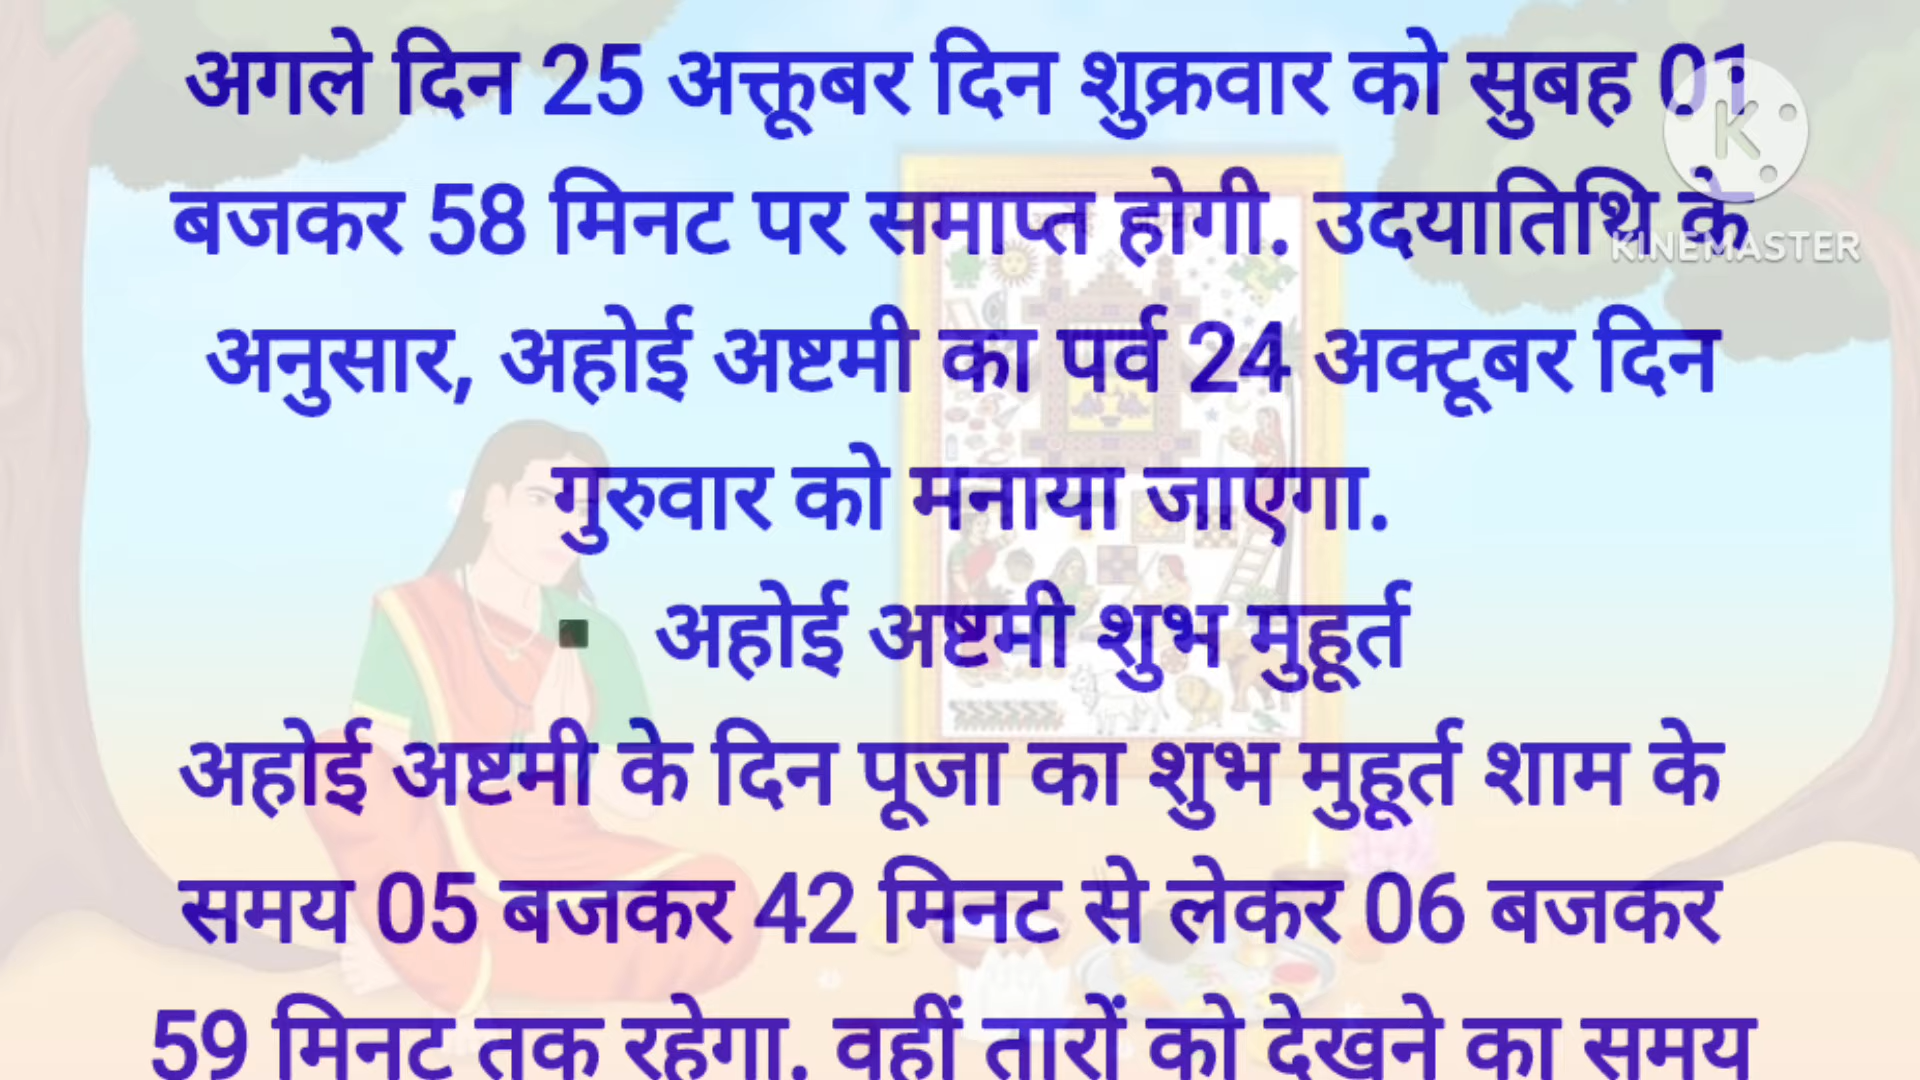 अगले दिन 25 अक्तूबर दिन शुक्रवार को सुबह 01
बजकर 58 मिनट पर समाप्त होगी. उदयातिथि के
अनुसार, अहोई अष्टमी का पर्व 24 अक्टूबर दिन
गुरुवार को मनाया जाएगा.
▪ अहोई अष्टमी शुभ मुहूर्त
अहोई अष्टमी के दिन पूजा का शुभ मुहूर्त शाम के
समय 05 बजकर 42 मिनट से लेकर 06 बजकर
59 मिनट तक रहेगा. वहीं तारों को देखने का समय
K
KINEMASTER